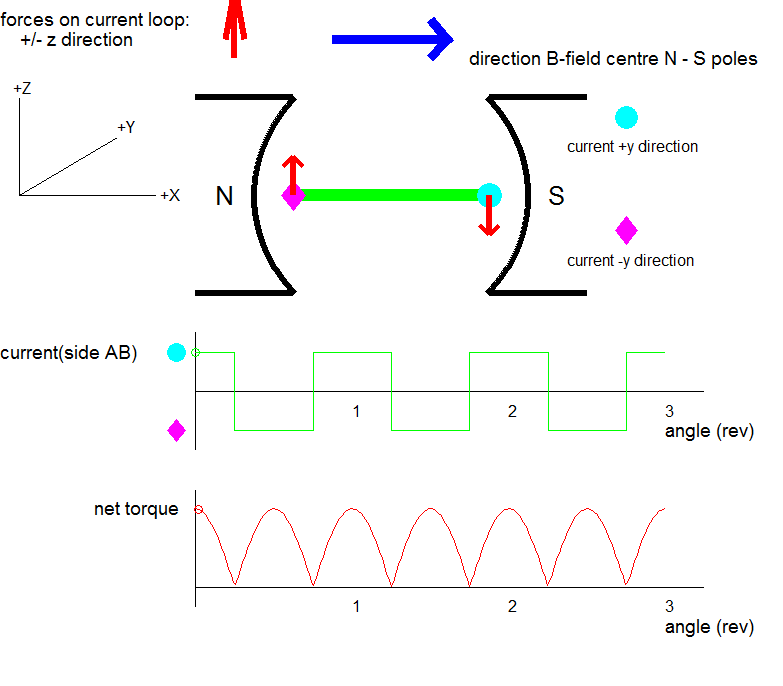 forces on current loop:
+/- z direction
direction B-field centre N - S poles
+Z
+Y
+X
N
S
current +y direction
current -y direction
current(side AB)
1
2
3
angle (rev)
net torque
1
2
3
angle (rev)